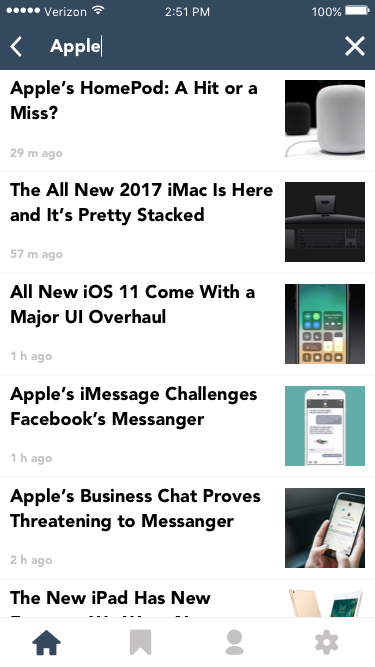 Verizon 2:51 PM 100%
Apple
Apple's HomePod: A Hit or a
Miss?
29 m ago
The All New 2017 iMac Is Here
and It's Pretty Stacked
57 m ago
All New iOS 11 Come With a
Major UI Overhaul
1 h ago
Apple's iMessage Challenges
Facebook's Messanger
1 h ago
Apple's Business Chat Proves
Threatening to Messanger
2 h ago
The New iPad Has New